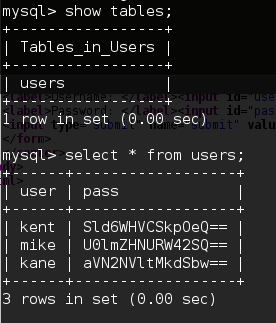 mysql> show tables;
+-----------------+
| Tables_in_Users |
+-----------------+
| users           |
+-----------------+
1 row in set (0.00 sec)
mysql> select * from users;
+------+------------------+
| user | pass             |
+------+------------------+
| kent | Sld6WHVCSkpOeQ== |
| mike | U0lmZHNURW42SQ== |
| kane | aVN2NVltMkdSbw== |
+------+------------------+
3 rows in set (0.00 sec)